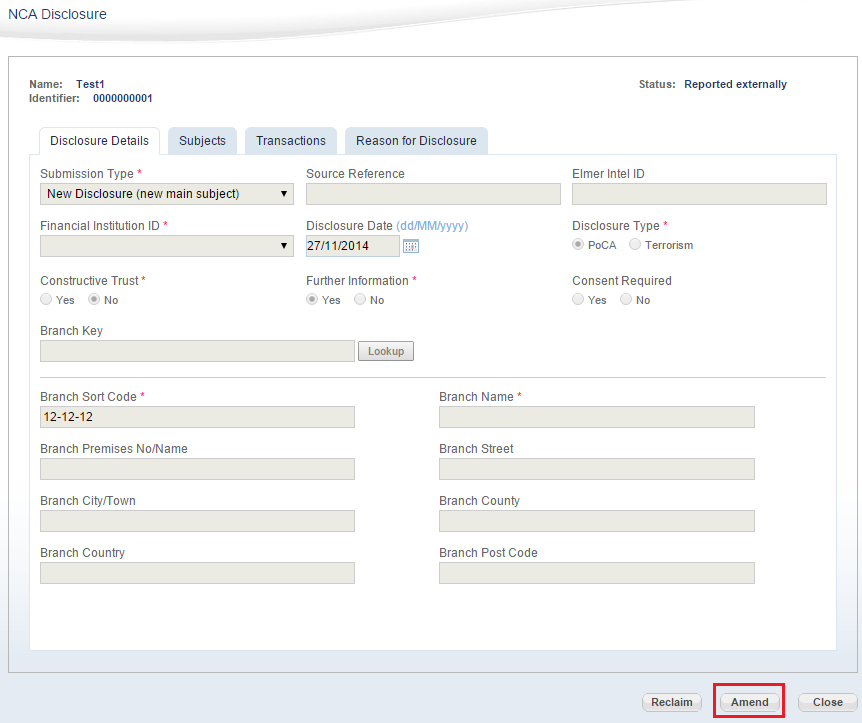 NCA Disclosure
Name: Test1 Status: Reported externally
Identifier: 0000000001
Disclosure Details Subjects Transactions Reason for Disclosure
Submission Type * Source Reference Elmer Intel ID
New Disclosure (new main subject)
Financial Institution ID * Disclosure Date (dd/MM/yyyy) Disclosure Type *
27/11/2014 PoCA Terrorism
Constructive Trust * Further Information * Consent Required
Yes No Yes No Yes No
Branch Key
Lookup
Branch Sort Code * Branch Name *
12-12-12
Branch Premises No/Name Branch Street
Branch City/Town Branch County
Branch Country Branch Post Code
Reclaim Amend Close